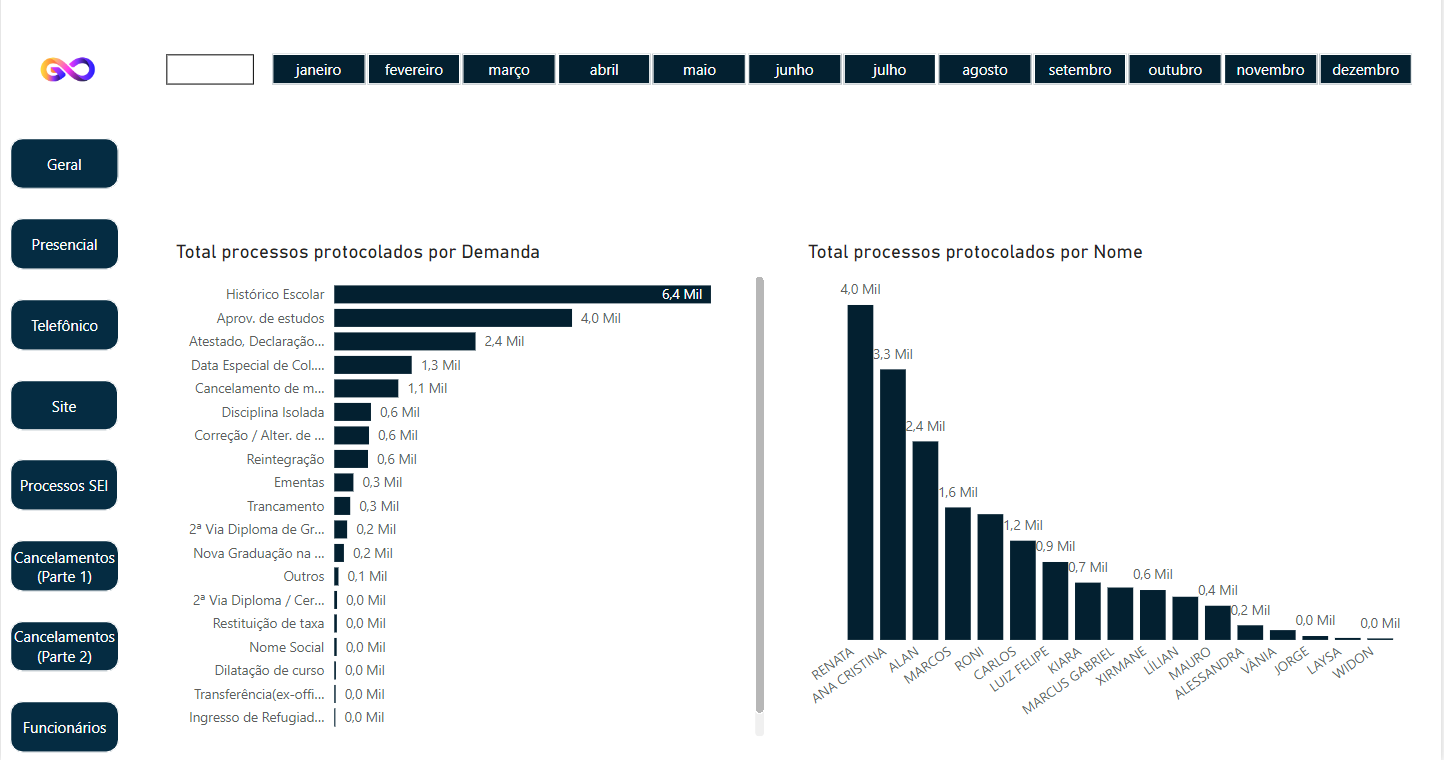 GO
janeiro
fevereiro
março
abril
maio
junho
julho
agosto
setembro
outubro
novembro
dezembro
Geral
Presencial
Telefônico
Site
Processos SEI
Cancelamentos
(Parte 1)
Cancelamentos
(Parte 2)
Funcionários
Total processos protocolados por Demanda
Histórico Escolar 6,4 Mil
Aprov. de estudos 4,0 Mil
Atestado, Declaração... 2,4 Mil
Data Especial de Col.... 1,3 Mil
Cancelamento de m... 1,1 Mil
Disciplina Isolada 0,6 Mil
Correção / Alter. de ... 0,6 Mil
Reintegração 0,6 Mil
Ementas 0,3 Mil
Trancamento 0,3 Mil
2ª Via Diploma de Gr... 0,2 Mil
Nova Graduação na ... 0,2 Mil
Outros 0,1 Mil
2ª Via Diploma / Cer... 0,0 Mil
Restituição de taxa 0,0 Mil
Nome Social 0,0 Mil
Dilatação de curso 0,0 Mil
Transferência(ex-offi... 0,0 Mil
Ingresso de Refugiad... 0,0 Mil
Total processos protocolados por Nome
4,0 Mil
3,3 Mil
2,4 Mil
1,6 Mil
1,2 Mil
0,9 Mil
0,7 Mil
0,6 Mil
0,4 Mil
0,2 Mil
0,0 Mil
0,0 Mil
RENATA
ANA CRISTINA
ALAN
MARCOS
RONI
CARLOS
LUIZ FELIPE
KIARA
MARCUS GABRIEL
XIRMANE
LÍLIAN
MAURO
ALESSANDRA
VÂNIA
JORGE
LAYSA
WIDON